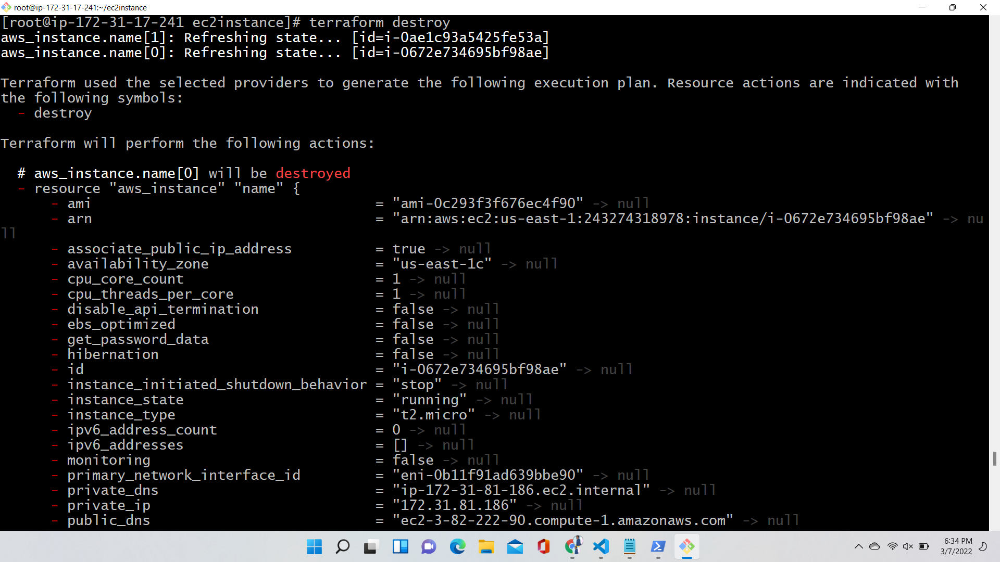 root@ip-172-31-17-241:~/ec2instance
[root@ip-172-31-17-241 ec2instance]# terraform destroy
aws_instance.name[1]: Refreshing state... [id=i-0ae1c93a5425fe53a]
aws_instance.name[0]: Refreshing state... [id=i-0672e734695bf98ae]
Terraform used the selected providers to generate the following execution plan. Resource actions are indicated with
the following symbols:
  - destroy
Terraform will perform the following actions:
  # aws_instance.name[0] will be destroyed
  - resource "aws_instance" "name" {
      - ami                                  = "ami-0c293f3f676ec4f90" -> null
      - arn                                  = "arn:aws:ec2:us-east-1:243274318978:instance/i-0672e734695bf98ae" -> nu
ll
      - associate_public_ip_address          = true -> null
      - availability_zone                    = "us-east-1c" -> null
      - cpu_core_count                       = 1 -> null
      - cpu_threads_per_core                 = 1 -> null
      - disable_api_termination              = false -> null
      - ebs_optimized                        = false -> null
      - get_password_data                    = false -> null
      - hibernation                          = false -> null
      - id                                   = "i-0672e734695bf98ae" -> null
      - instance_initiated_shutdown_behavior = "stop" -> null
      - instance_state                       = "running" -> null
      - instance_type                        = "t2.micro" -> null
      - ipv6_address_count                   = 0 -> null
      - ipv6_addresses                       = [] -> null
      - monitoring                           = false -> null
      - primary_network_interface_id         = "eni-0b11f91ad639bbe90" -> null
      - private_dns                          = "ip-172-31-81-186.ec2.internal" -> null
      - private_ip                           = "172.31.81.186" -> null
      - public_dns                           = "ec2-3-82-222-90.compute-1.amazonaws.com" -> null
6:34 PM
3/7/2022